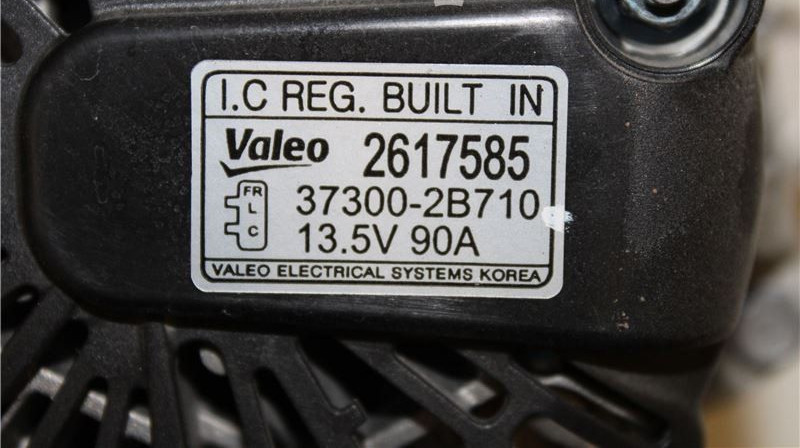 I.C REG. BUILT IN
Valeo 2617585
FR
L
C
37300-2B710
13.5V 90A
VALEO ELECTRICAL SYSTEMS KOREA